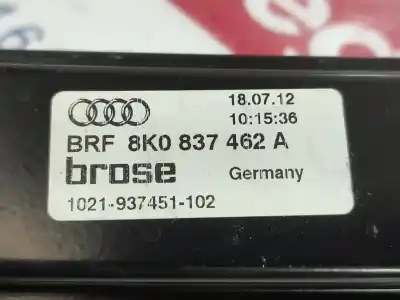 18.07.12
10:15:36
BRF 8K0 837 462 A
brose Germany
1021-937451-102